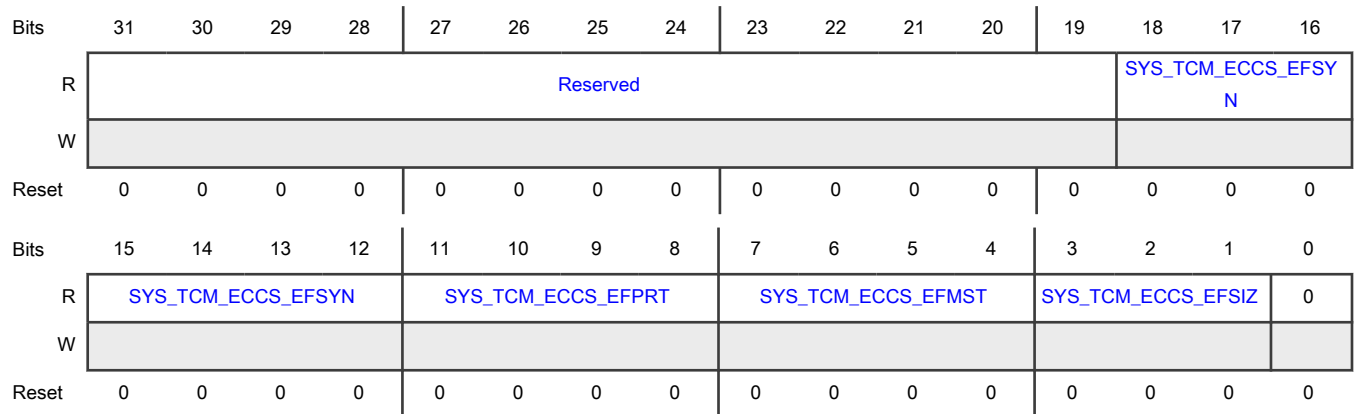 Bits 31 30 29 28 27 26 25 24 23 22 21 20 19 18 17 16
R Reserved SYS_TCM_ECCS_EFSY
N
W
Reset 0 0 0 0 0 0 0 0 0 0 0 0 0 0 0 0
Bits 15 14 13 12 11 10 9 8 7 6 5 4 3 2 1 0
R SYS_TCM_ECCS_EFSYN SYS_TCM_ECCS_EFPRT SYS_TCM_ECCS_EFMST SYS_TCM_ECCS_EFSIZ 0
W
Reset 0 0 0 0 0 0 0 0 0 0 0 0 0 0 0 0